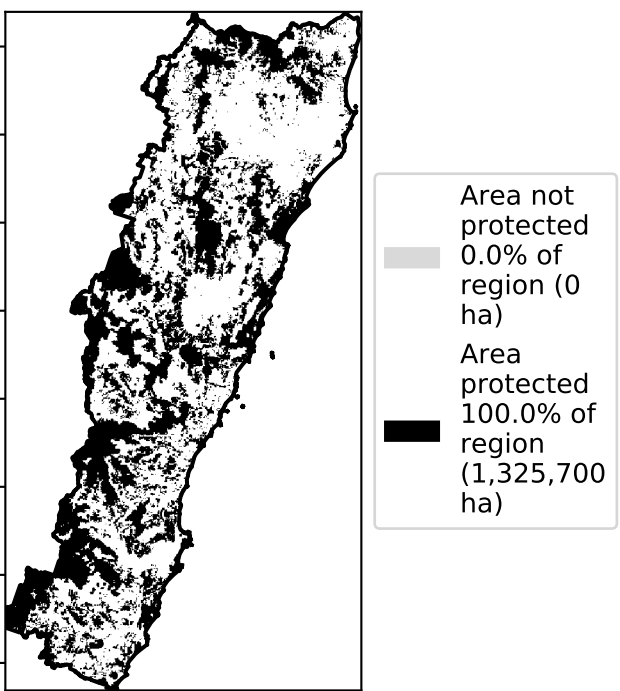 Area not
protected
0.0% of
region (0
ha)
Area
protected
100.0% of
region
(1,325,700
ha)